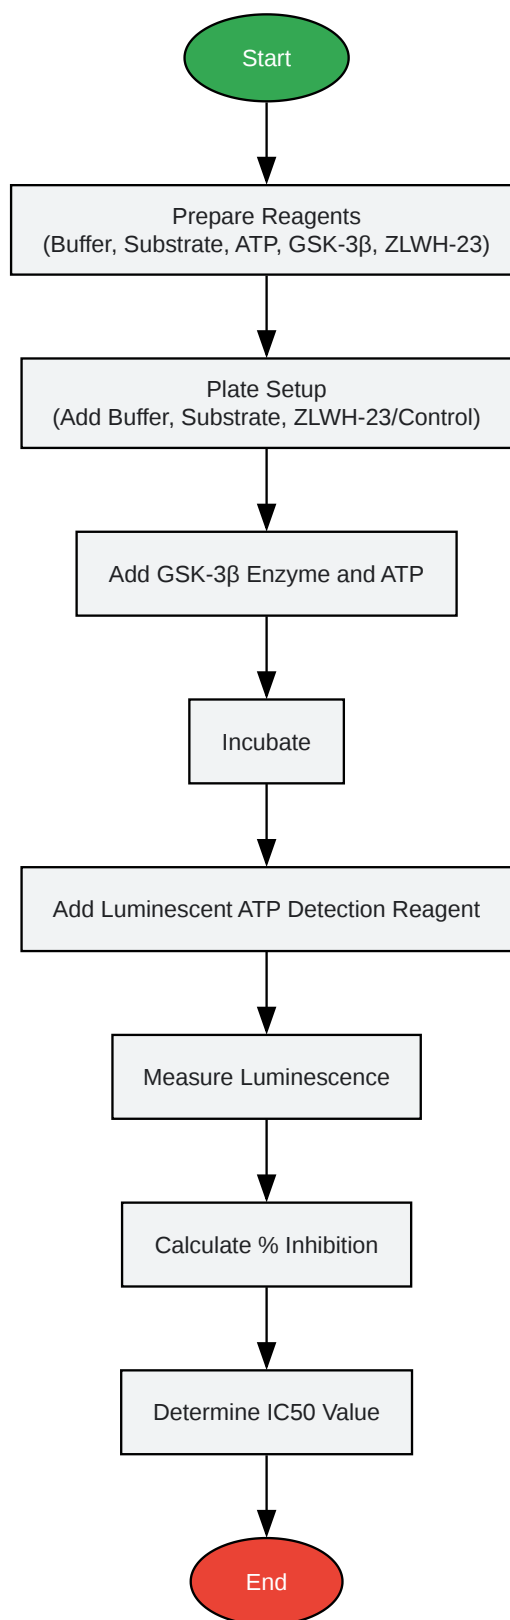 Start
Prepare Reagents
(Buffer, Substrate, ATP, GSK-3β, ZLWH-23)
Plate Setup
(Add Buffer, Substrate, ZLWH-23/Control)
Add GSK-3β Enzyme and ATP
Incubate
Add Luminescent ATP Detection Reagent
Measure Luminescence
Calculate % Inhibition
Determine IC50 Value
End